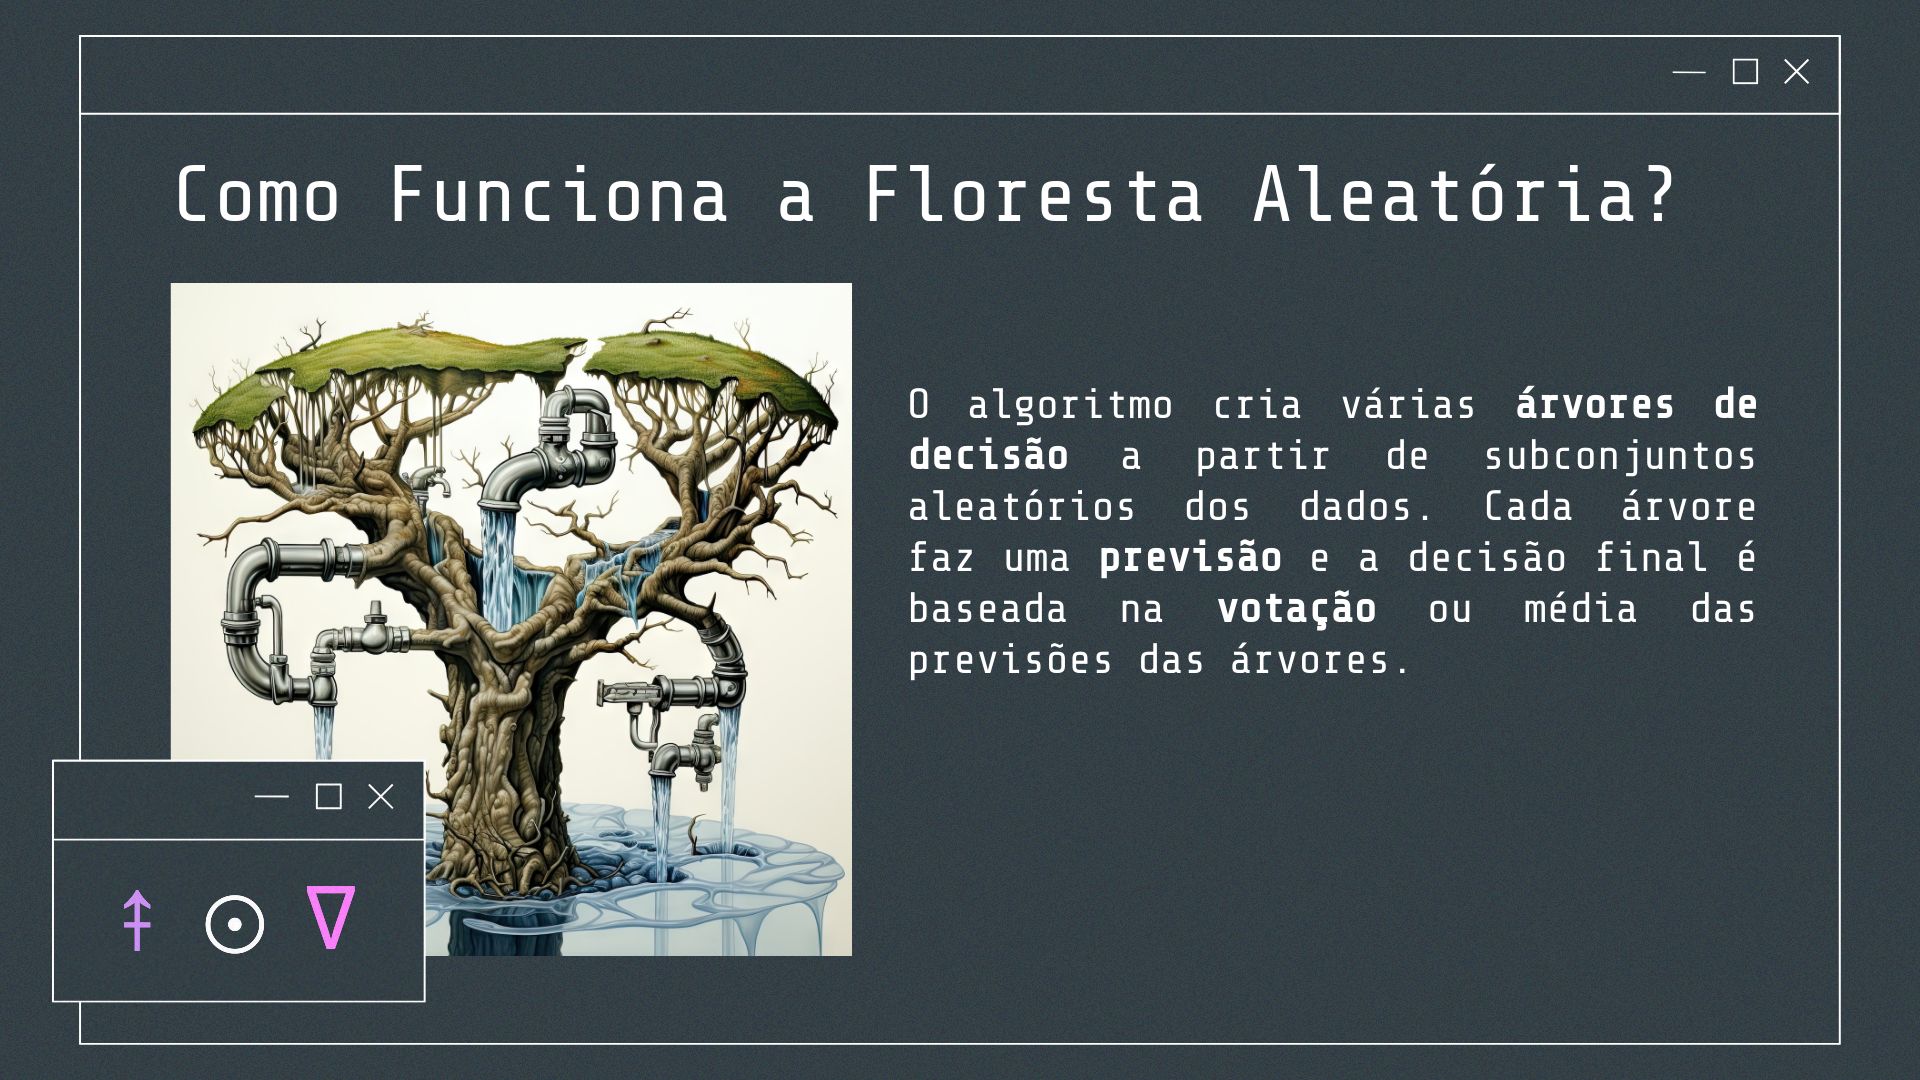 Como Funciona a Floresta Aleatória?
O algoritmo cria várias árvores de
decisão a partir de subconjuntos
aleatórios dos dados. Cada árvore
faz uma previsão e a decisão final é
baseada na votação ou média das
previsões das árvores.